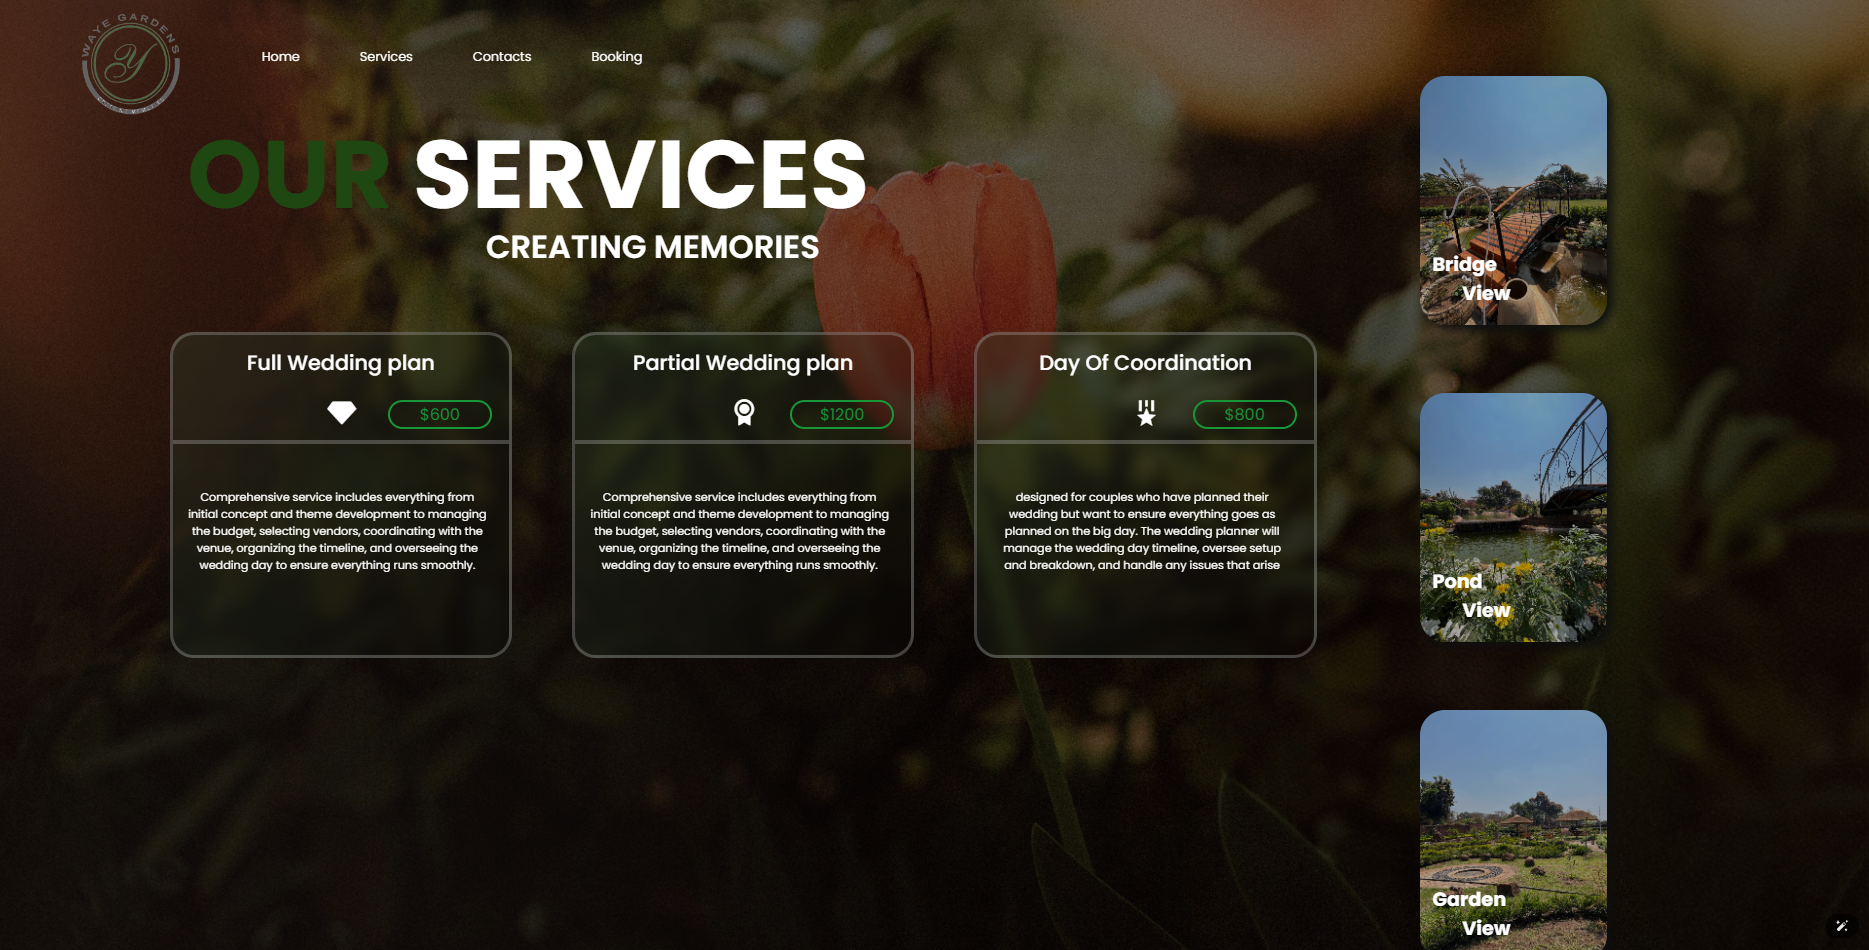 WAYE GARDENS
Y
Home
Services
Contacts
Booking
OUR SERVICES
CREATING MEMORIES
Full Wedding plan
$600
Comprehensive service includes everything from
initial concept and theme development to managing
the budget, selecting vendors, coordinating with the
venue, organizing the timeline, and overseeing the
wedding day to ensure everything runs smoothly.
Partial Wedding plan
$1200
Comprehensive service includes everything from
initial concept and theme development to managing
the budget, selecting vendors, coordinating with the
venue, organizing the timeline, and overseeing the
wedding day to ensure everything runs smoothly.
Day Of Coordination
$800
designed for couples who have planned their
wedding but want to ensure everything goes as
planned on the big day. The wedding planner will
manage the wedding day timeline, oversee setup
and breakdown, and handle any issues that arise
Bridge
View
Pond
View
Garden
View